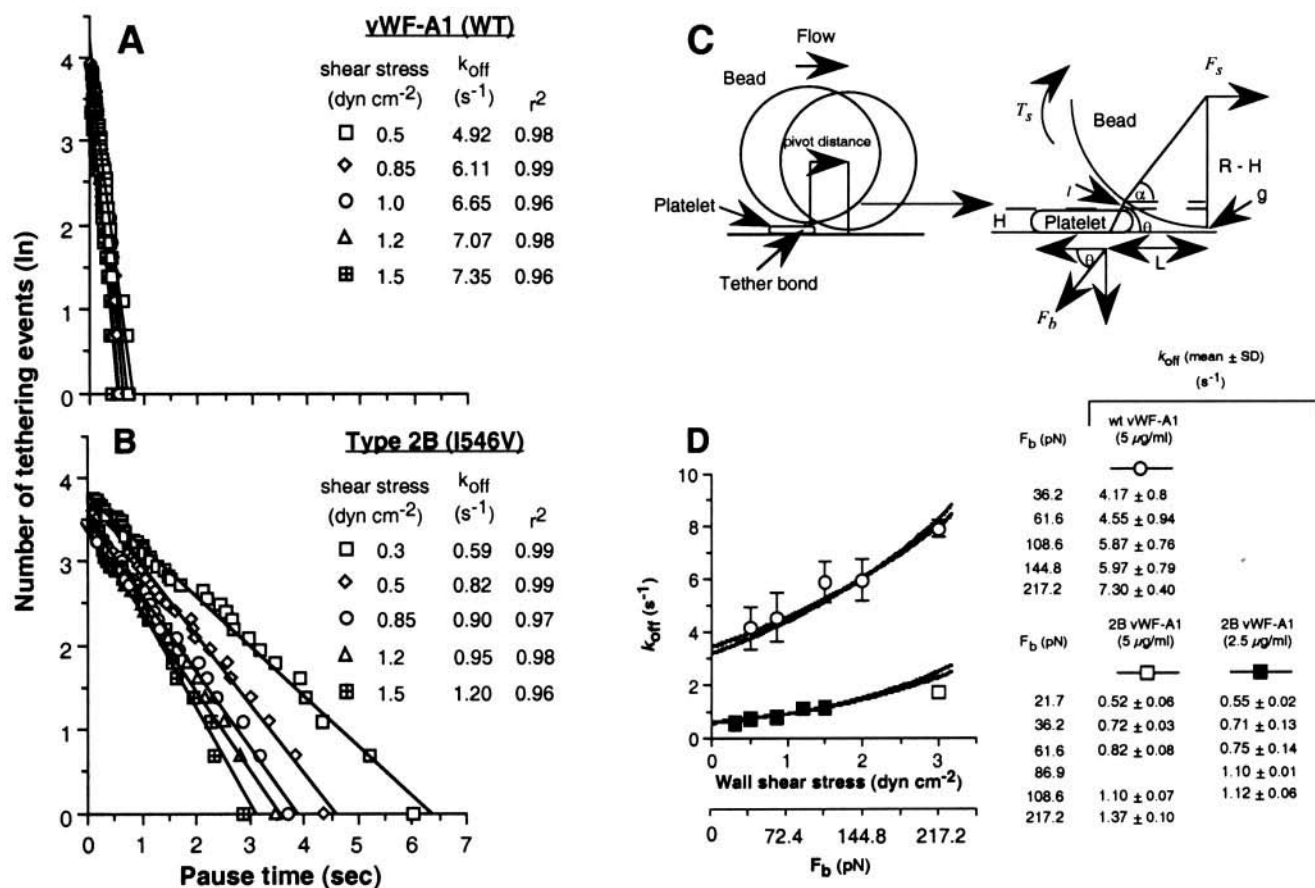 Number of tethering events (ln)
A
vWF-A1 (WT)
shear stress (dyn cm-2) koff (s-1) r2
0.5 4.92 0.98
0.85 6.11 0.99
1.0 6.65 0.96
1.2 7.07 0.98
1.5 7.35 0.96
4
3
2
1
0
0 1 2 3 4 5 6 7
B
Type 2B (I546V)
shear stress (dyn cm-2) koff (s-1) r2
0.3 0.59 0.99
0.5 0.82 0.99
0.85 0.90 0.97
1.2 0.95 0.98
1.5 1.20 0.96
4
3
2
1
0
0 1 2 3 4 5 6 7
Pause time (sec)
C
Flow
Bead
pivot distance
Platelet
Tether bond
Ts
Fs
Bead
R - H
l
α
g
H
Platelet
θ
θ
L
Fb
D
koff (s-1)
10
8
6
4
2
0
0 1 2 3
Wall shear stress (dyn cm-2)
0 72.4 144.8 217.2
Fb (pN)
koff (mean ± SD)
(s-1)
Fb (pN) wt vWF-A1 (5 µg/ml)
36.2 4.17 ± 0.8
61.6 4.55 ± 0.94
108.6 5.87 ± 0.76
144.8 5.97 ± 0.79
217.2 7.30 ± 0.40
Fb (pN) 2B vWF-A1 (5 µg/ml) 2B vWF-A1 (2.5 µg/ml)
21.7 0.52 ± 0.06 0.55 ± 0.02
36.2 0.72 ± 0.03 0.71 ± 0.13
61.6 0.82 ± 0.08 0.75 ± 0.14
86.9 1.10 ± 0.01
108.6 1.10 ± 0.07 1.12 ± 0.06
217.2 1.37 ± 0.10